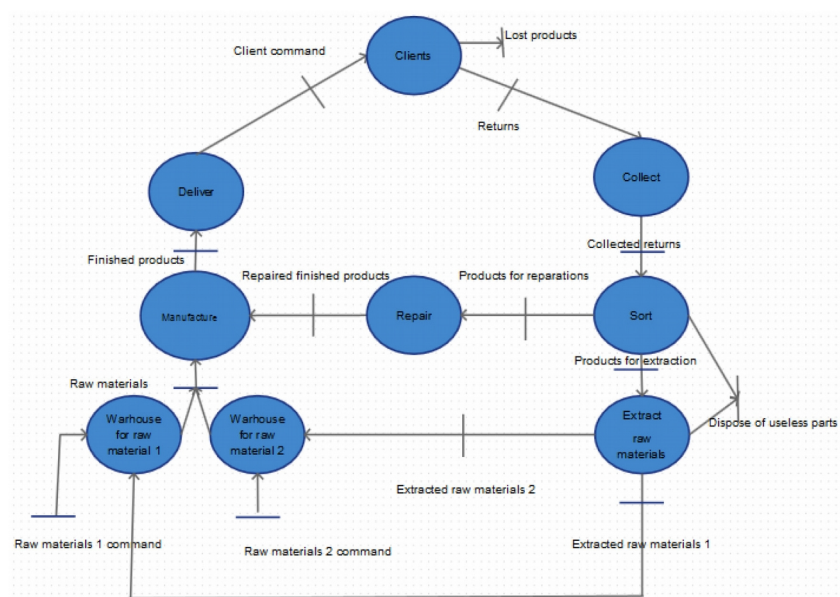 Lost products
Client command
Clients
Returns
Deliver
Collect
Collected returns
Finished products
Repaired finished products
Products for reparations
Manufacture
Repair
Sort
Products for extraction
Raw materials
Warhouse
for raw
material 1
Warhouse
for raw
material 2
Extract
raw
materials
Dispose of useless parts
Extracted raw materials 2
Raw materials 1 command
Raw materials 2 command
Extracted raw materials 1